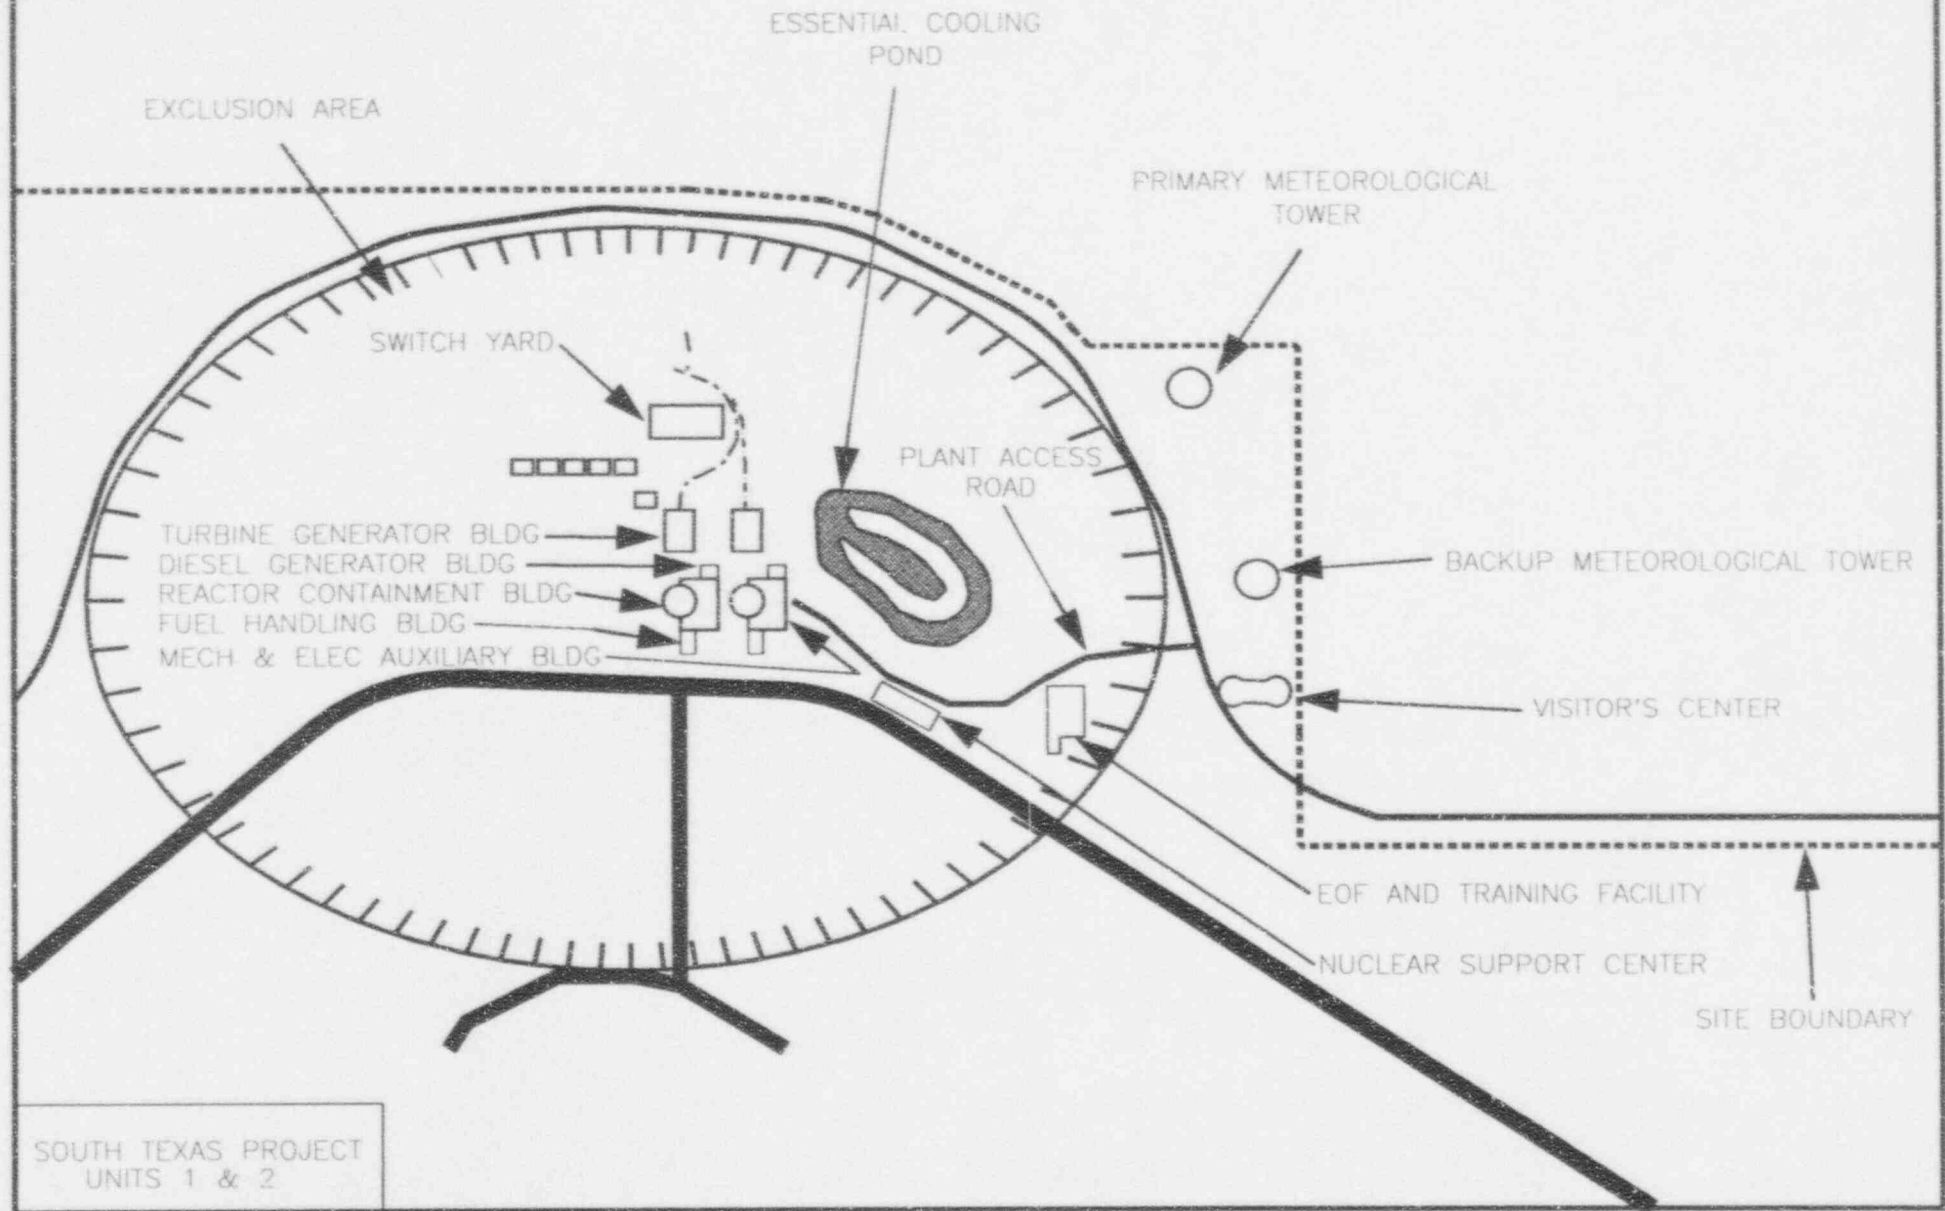 ESSENTIAL COOLING
POND
EXCLUSION AREA
PRIMARY METEOROLOGICAL
TOWER
SWITCH YARD
PLANT ACCESS
ROAD
TURBINE GENERATOR BLDG
DIESEL GENERATOR BLDG
REACTOR CONTAINMENT BLDG
FUEL HANDLING BLDG
MECH & ELEC AUXILIARY BLDG
BACKUP METEOROLOGICAL TOWER
VISITOR'S CENTER
EOF AND TRAINING FACILITY
NUCLEAR SUPPORT CENTER
SITE BOUNDARY
SOUTH TEXAS PROJECT
UNITS 1 & 2